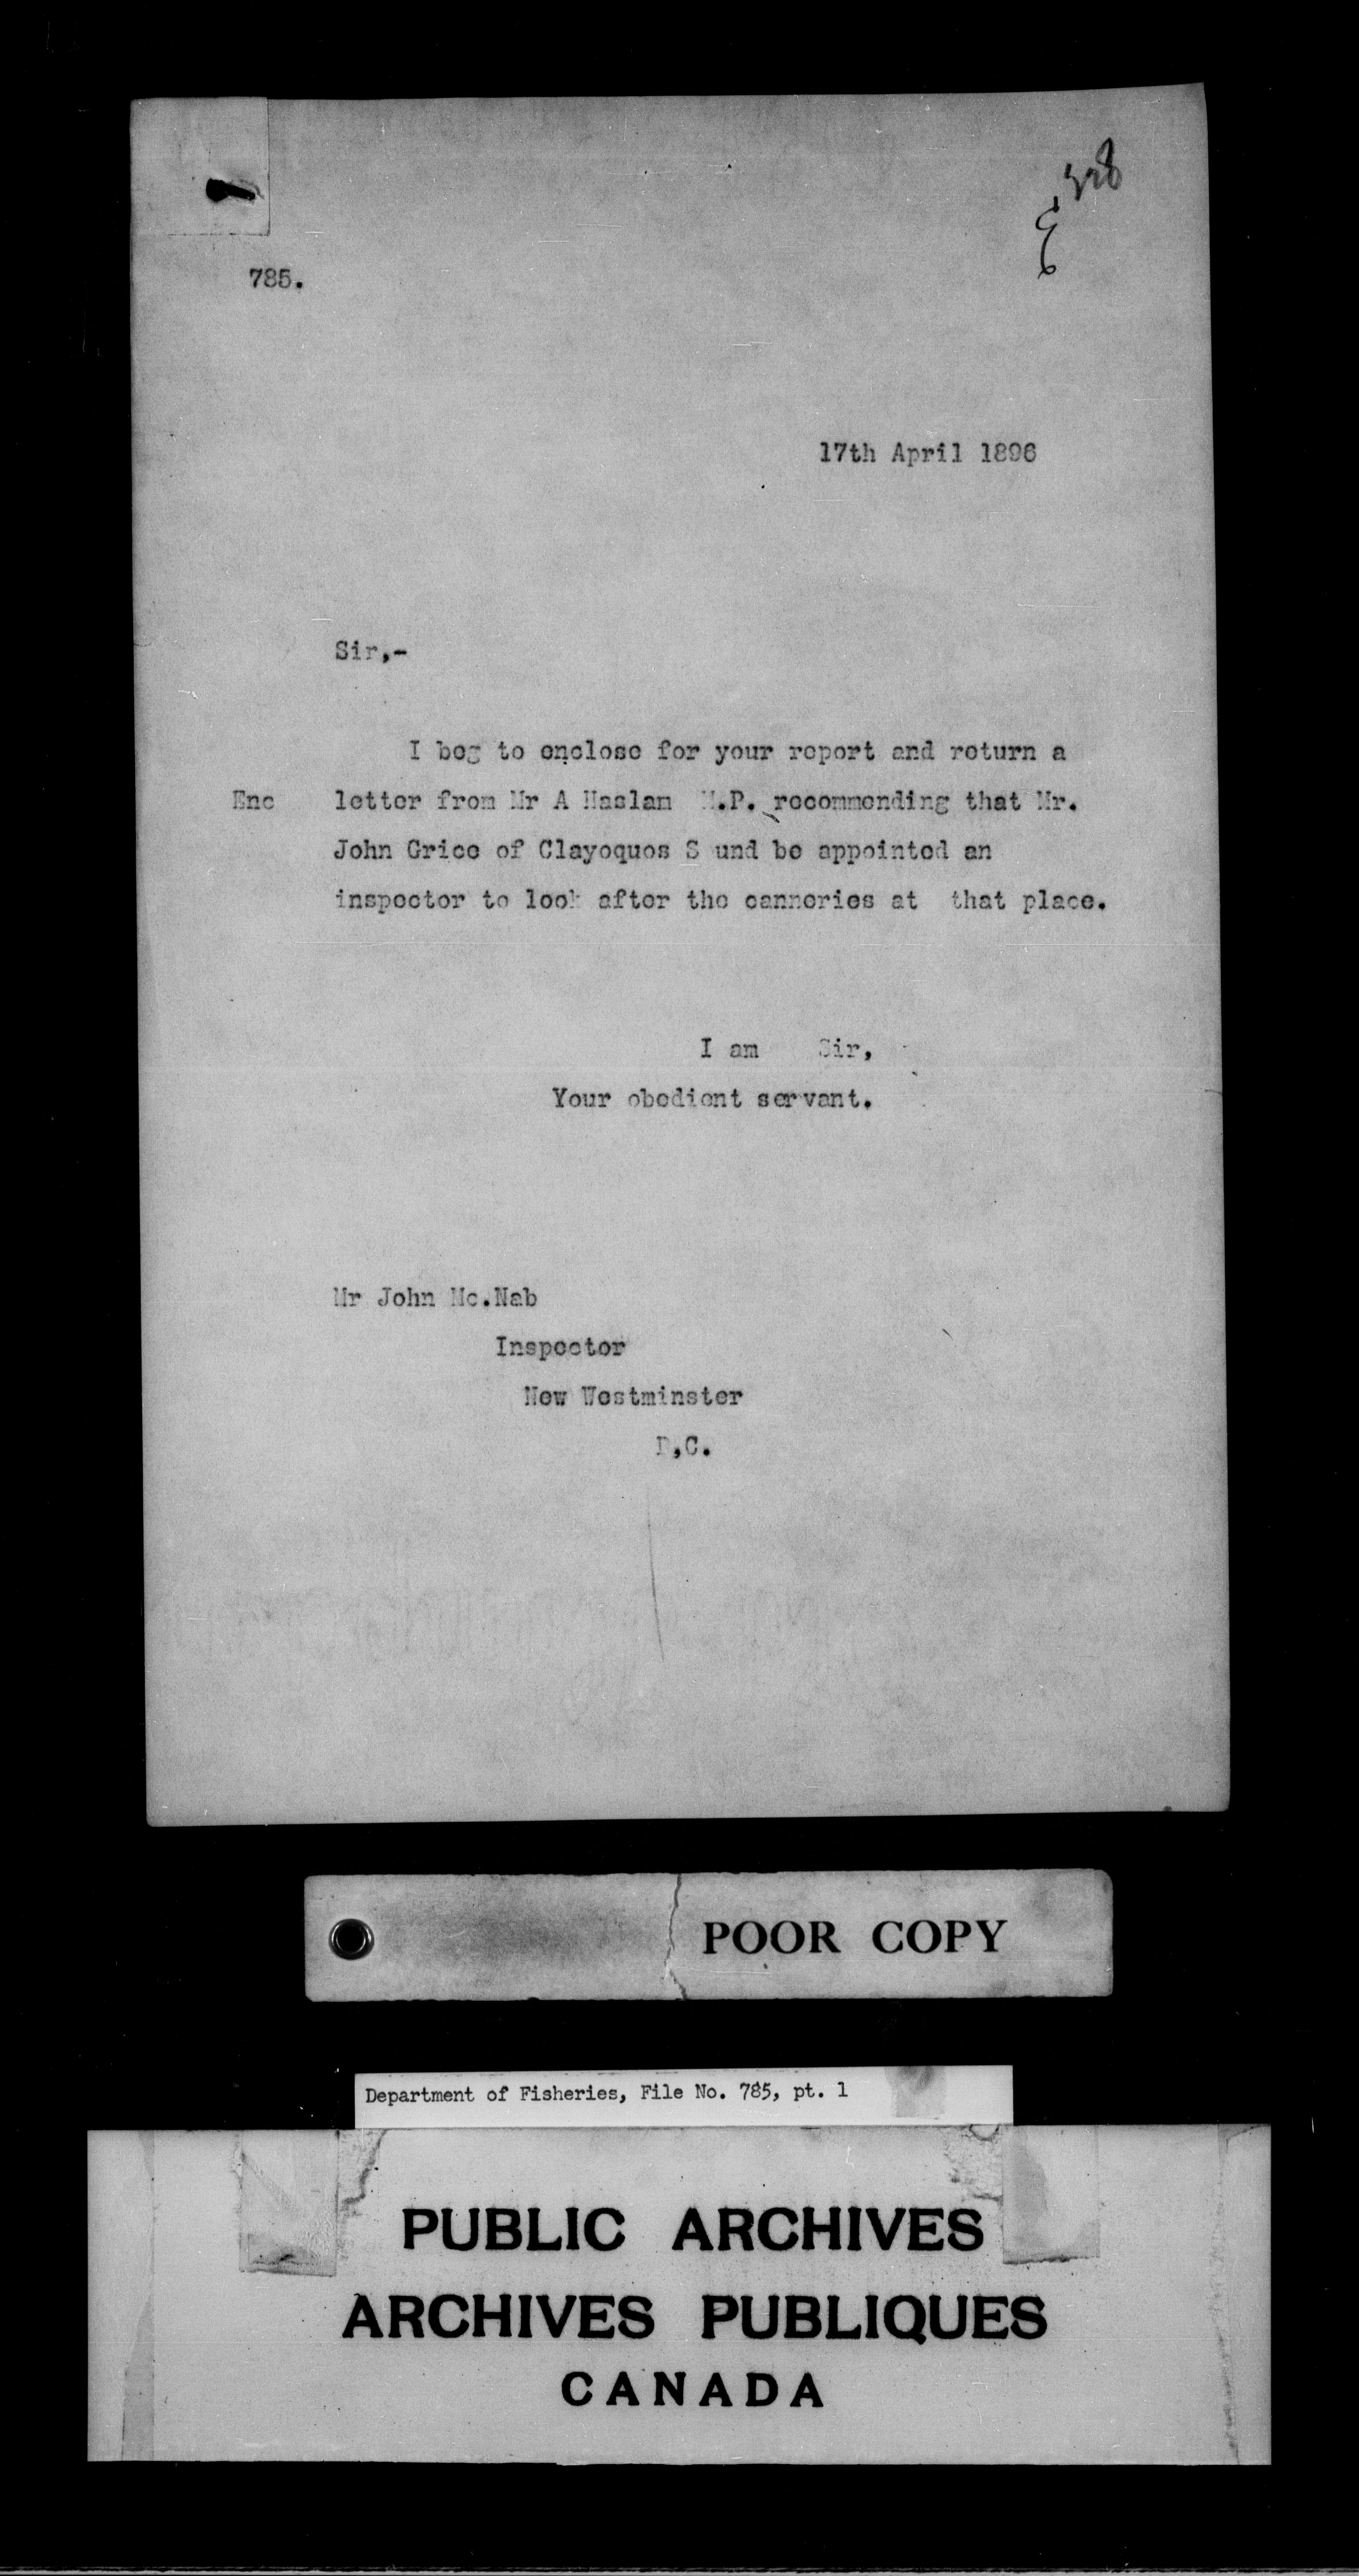 328
785.
17th April 1896
Sir,-
I beg to enclose for your report and return a
Enc letter from Mr A Haslam M.P. recommending that Mr.
John Grice of Clayoquos S und be appointed an
inspector to look after the canneries at that place.
I am Sir,
Your obedient servant.
Mr John Mc.Nab
Inspector
New Westminster
B,C.
POOR COPY
Department of Fisheries, File No. 785, pt. 1
PUBLIC ARCHIVES
ARCHIVES PUBLIQUES
CANADA